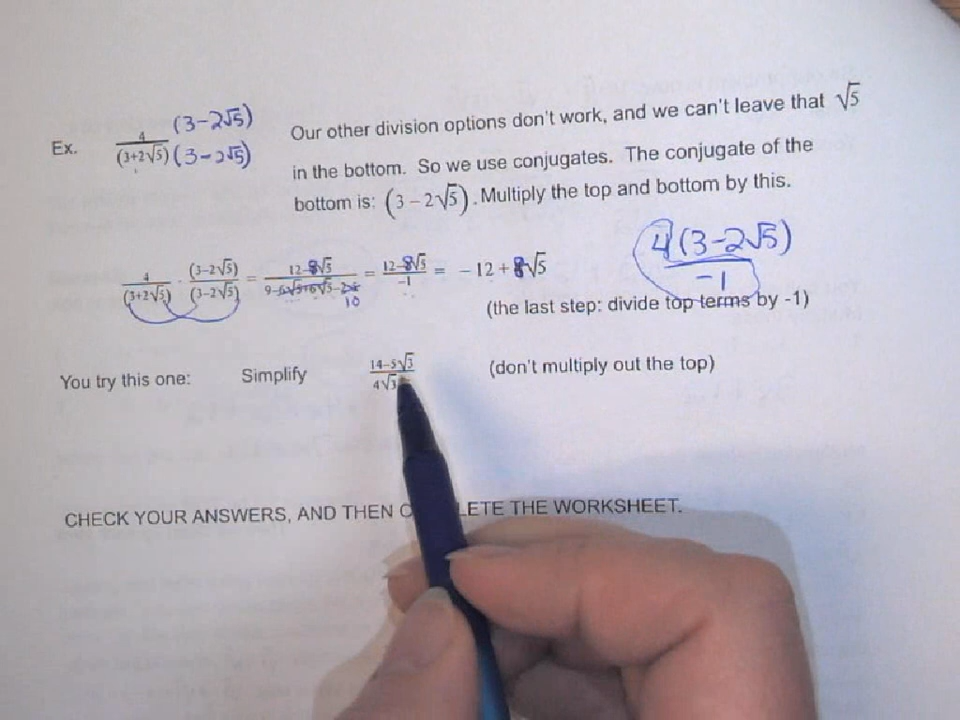 (3-2√5)
Ex. 4/(3+2√5) (3-2√5)
Our other division options don't work, and we can't leave that √5
in the bottom. So we use conjugates. The conjugate of the
bottom is: (3 - 2√5). Multiply the top and bottom by this.
4(3-2√5)/-1
4/(3+2√5) · (3-2√5)/(3-2√5) = 12-8√5/ = 12-8√5/-1 = -12+8√5
10
(the last step: divide top terms by -1)
You try this one: Simplify 14-5√3/4√3 (don't multiply out the top)
CHECK YOUR ANSWERS, AND THEN C LETE THE WORKSHEET.